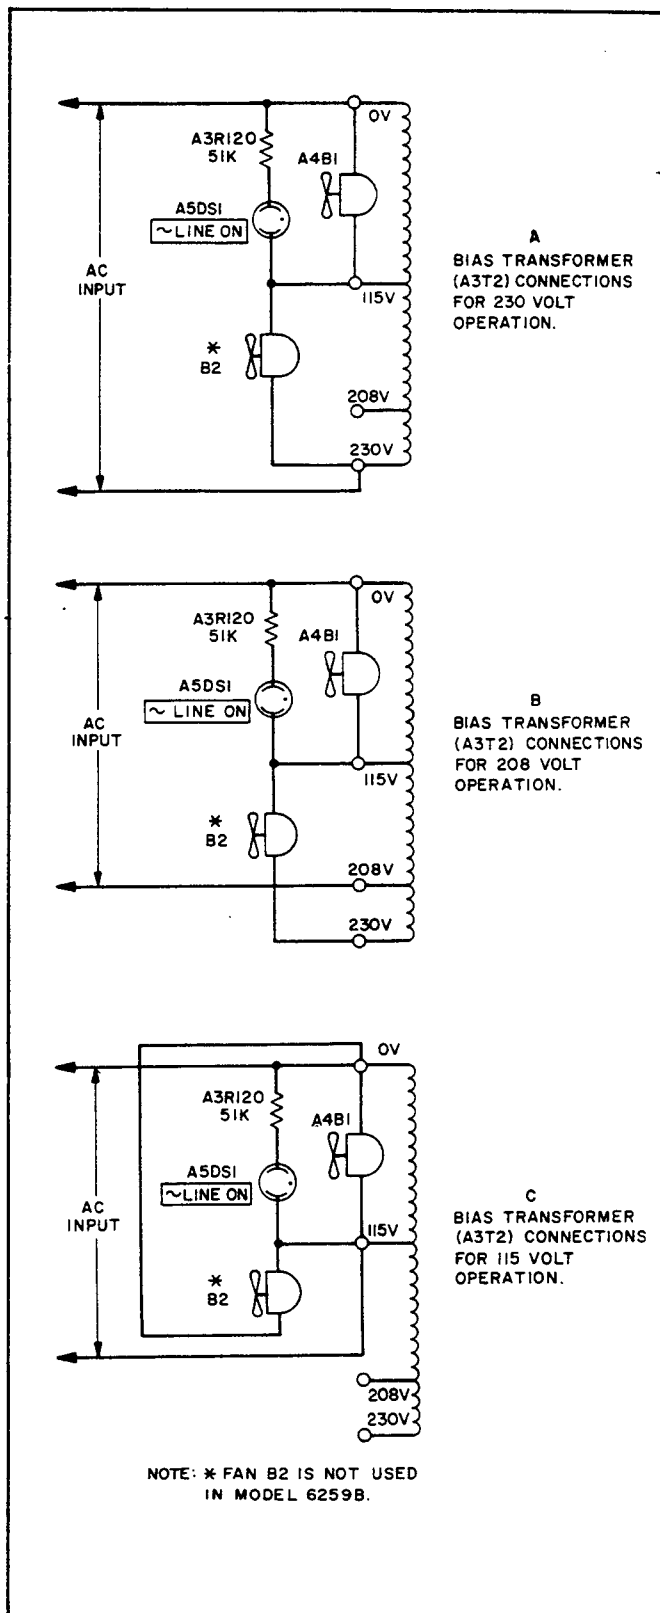 0V
A3R120
51K
A4B1
A5DS1
~LINE ON
AC
INPUT
115V
*
B2
208V
230V
A
BIAS TRANSFORMER
(A3T2) CONNECTIONS
FOR 230 VOLT
OPERATION.
0V
A3R120
51K
A4B1
A5DS1
~ LINE ON
AC
INPUT
115V
*
B2
208V
230V
B
BIAS TRANSFORMER
(A3T2) CONNECTIONS
FOR 208 VOLT
OPERATION.
0V
A3R120
51K
A4B1
A5DS1
~LINE ON
AC
INPUT
115V
*
B2
208V
230V
C
BIAS TRANSFORMER
(A3T2) CONNECTIONS
FOR 115 VOLT
OPERATION.
NOTE: * FAN B2 IS NOT USED
IN MODEL 6259B.